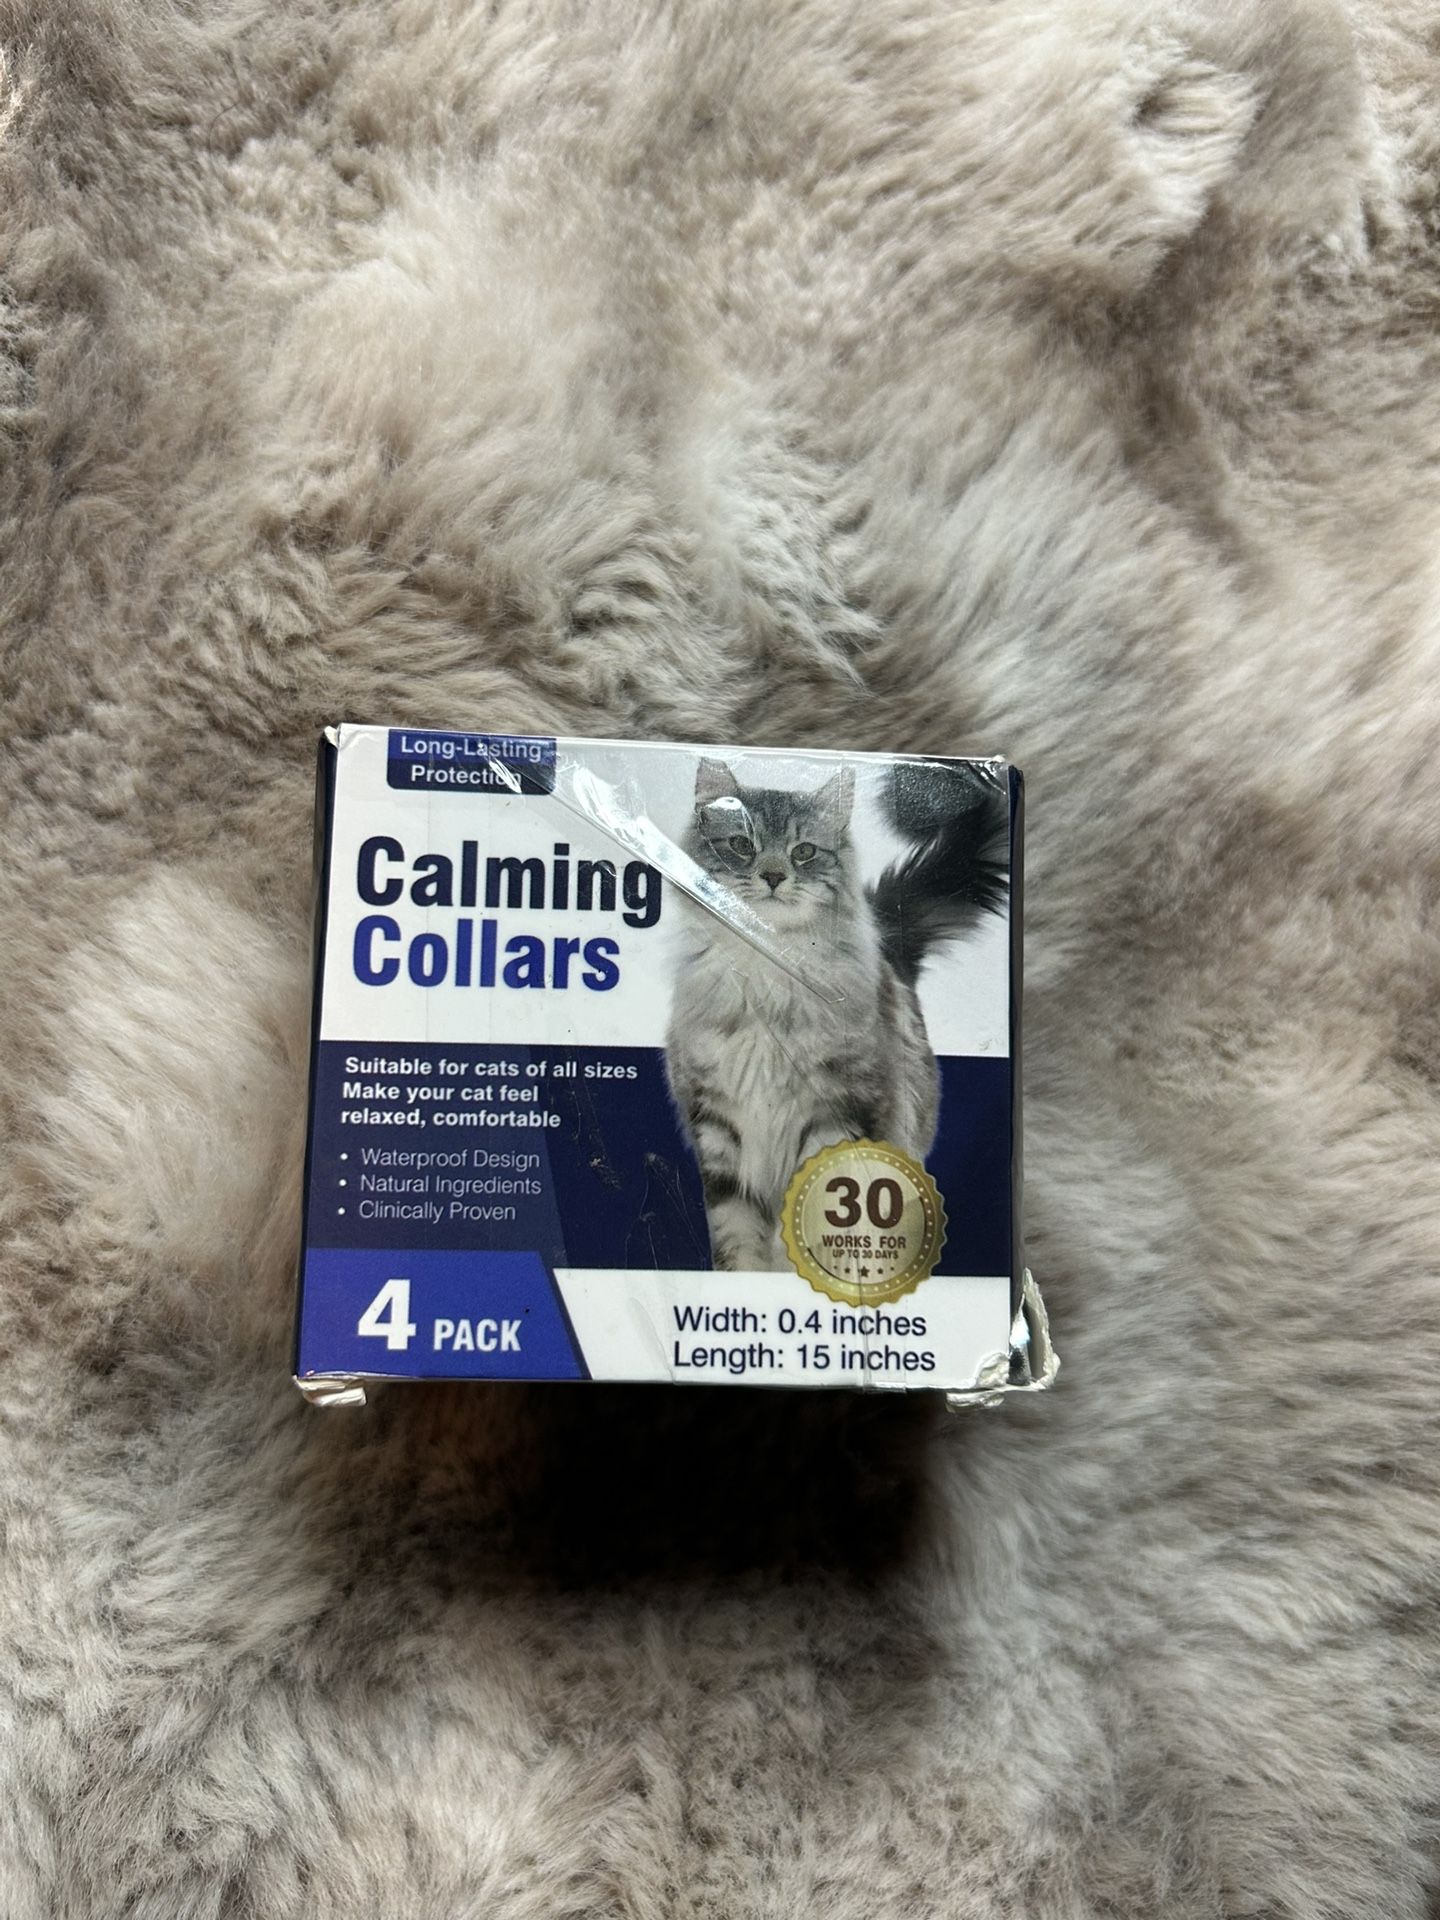 Long-Lasting
Protection
Calming
Collars
Suitable for cats of all sizes
Make your cat feel
relaxed, comfortable
• Waterproof Design
• Natural Ingredients
• Clinically Proven
30
WORKS FOR
UP TO 30 DAYS
4 PACK
Width: 0.4 inches
Length: 15 inches